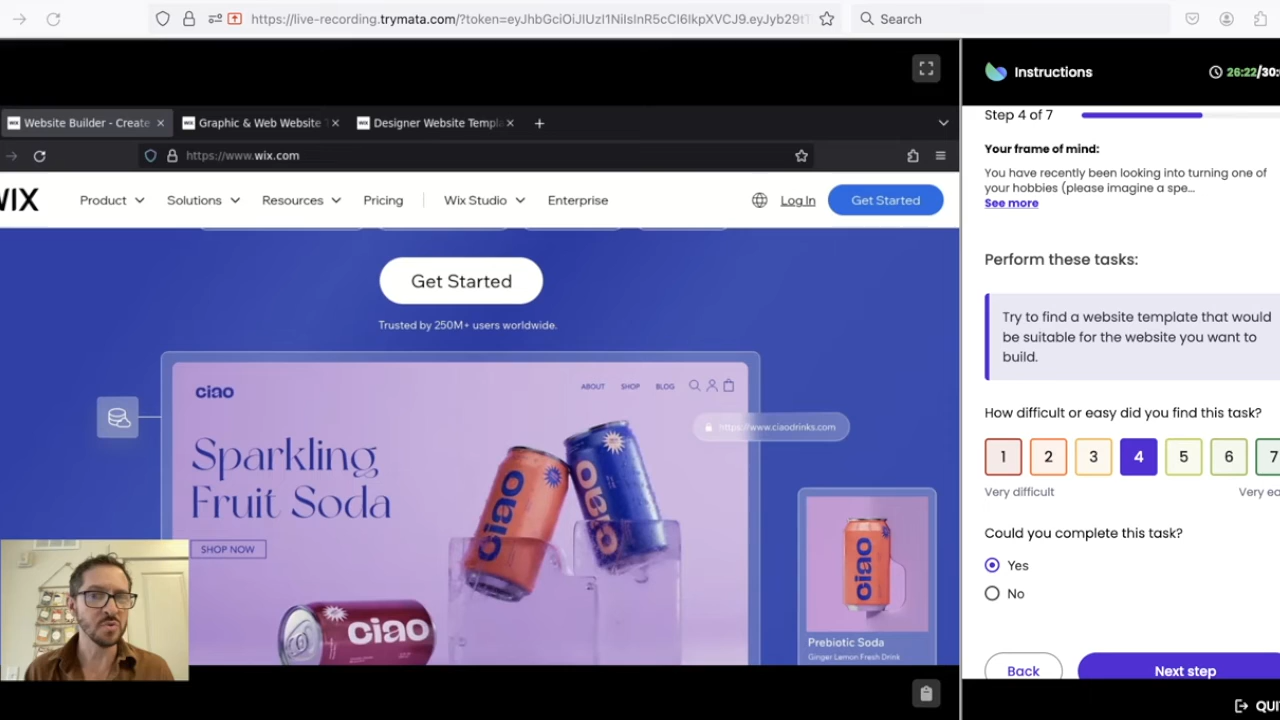 https://live-recording.trymata.com/?token=eyJhbGciOiJIUzI1NiIsInR5cCI6IkpXVCJ9.eyJyb29t
Search
Instructions
26:22/30:
Website Builder - Create
Graphic & Web Website
Designer Website Templa
https://www.wix.com
WIX
Product
Solutions
Resources
Pricing
Wix Studio
Enterprise
Log In
Get Started
Get Started
Trusted by 250M+ users worldwide.
ciao
ABOUT SHOP BLOG
https://www.ciaodrinks.com
Sparkling
Fruit Soda
SHOP NOW
ciao
ciao
ciao
ciao
Prebiotic Soda
Ginger Lemon Fresh Drink
Step 4 of 7
Your frame of mind:
You have recently been looking into turning one of
your hobbies (please imagine a spe...
See more
Perform these tasks:
Try to find a website template that would
be suitable for the website you want to
build.
How difficult or easy did you find this task?
1 2 3 4 5 6 7
Very difficult
Very ea
Could you complete this task?
Yes
No
Back
Next step
QUI